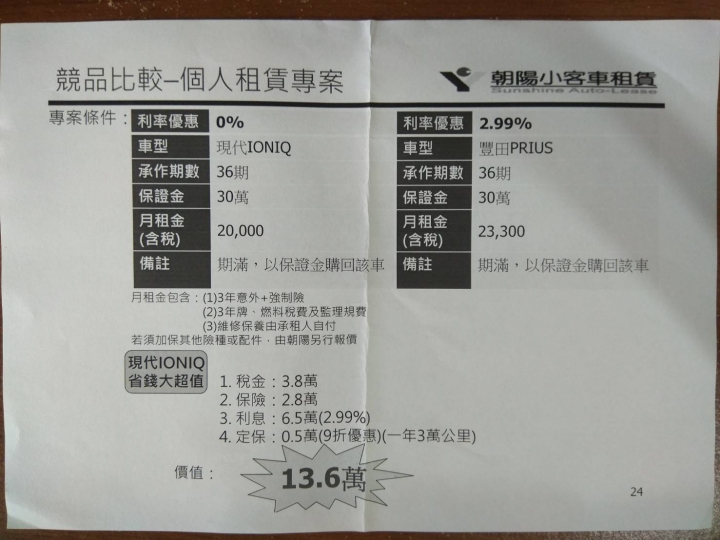 競品比較–個人租賃專案
朝陽小客車租賃
Sunshine Auto-Lease
專案條件：
利率優惠 0%
車型 現代IONIQ
承作期數 36期
保證金 30萬
月租金
(含稅) 20,000
備註 期滿，以保證金購回該車
利率優惠 2.99%
車型 豐田PRIUS
承作期數 36期
保證金 30萬
月租金
(含稅) 23,300
備註 期滿，以保證金購回該車
月租金包含：(1)3年意外+強制險
(2)3年牌、燃料稅費及監理規費
(3)維修保養由承租人自付
若須加保其他險種或配件，由朝陽另行報價
現代IONIQ
省錢大超值
1. 稅金：3.8萬
2. 保險：2.8萬
3. 利息：6.5萬(2.99%)
4. 定保：0.5萬(9折優惠)(一年3萬公里)
價值：
13.6萬
24